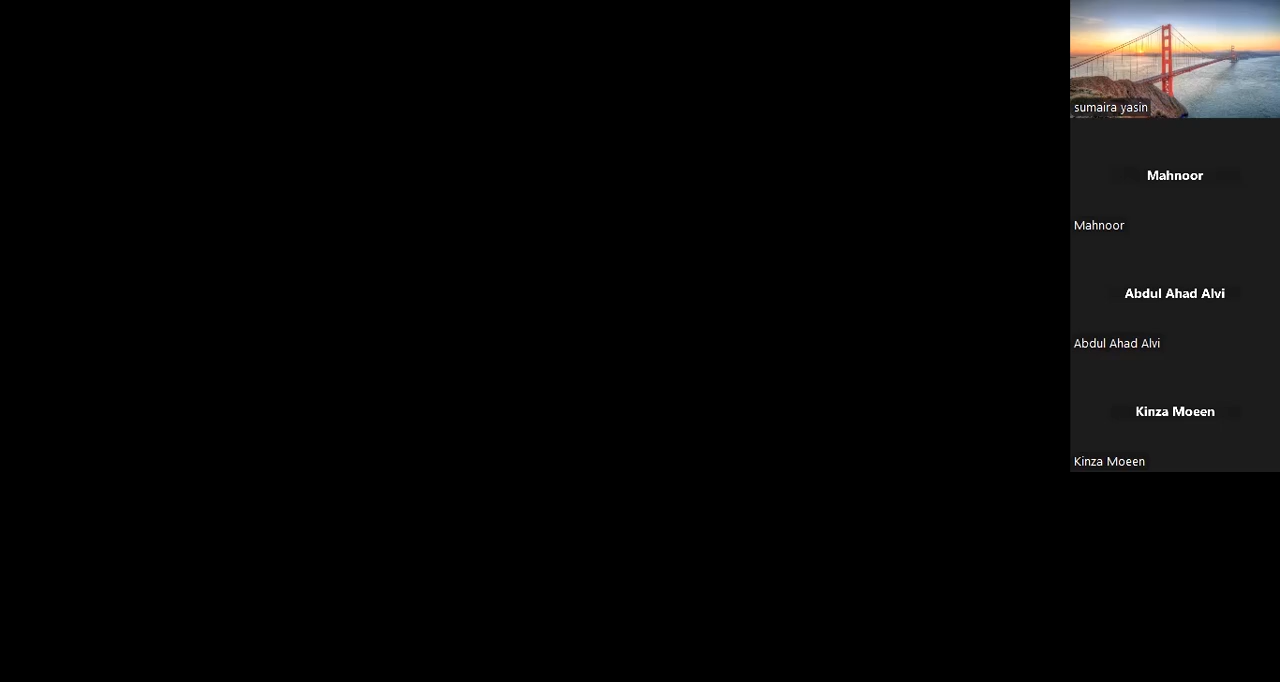 sumaira yasin
Mahnoor
Mahnoor
Abdul Ahad Alvi
Abdul Ahad Alvi
Kinza Moeen
Kinza Moeen